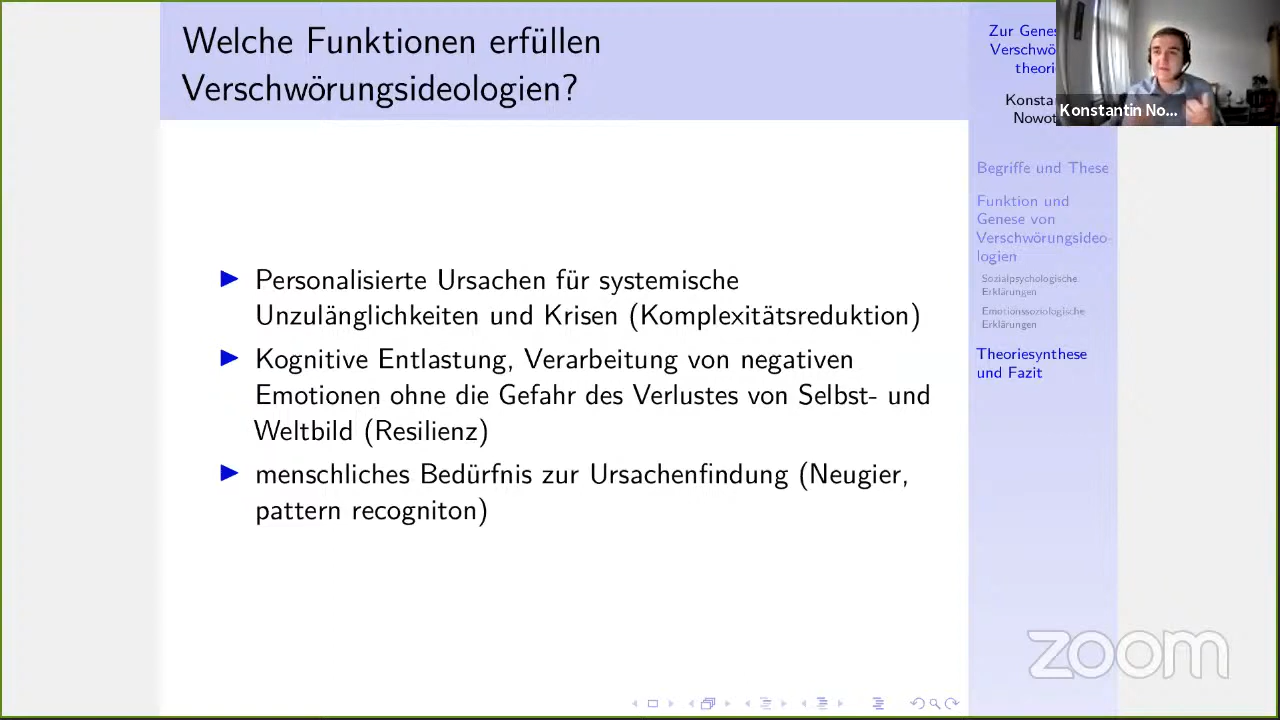 Welche Funktionen erfüllen
Verschwörungsideologien?
Personalisierte Ursachen für systemische
Unzulänglichkeiten und Krisen (Komplexitätsreduktion)
Kognitive Entlastung, Verarbeitung von negativen
Emotionen ohne die Gefahr des Verlustes von Selbst- und
Weltbild (Resilienz)
menschliches Bedürfnis zur Ursachenfindung (Neugier,
pattern recogniton)
Zur Genes
Verschwö
theori
Konsta
Nowot
Konstantin No...
Begriffe und These
Funktion und
Genese von
Verschwörungsideo-
logien
Sozialpsychologische
Erklärungen
Emotionssoziologische
Erklärungen
Theoriesynthese
und Fazit
zoom